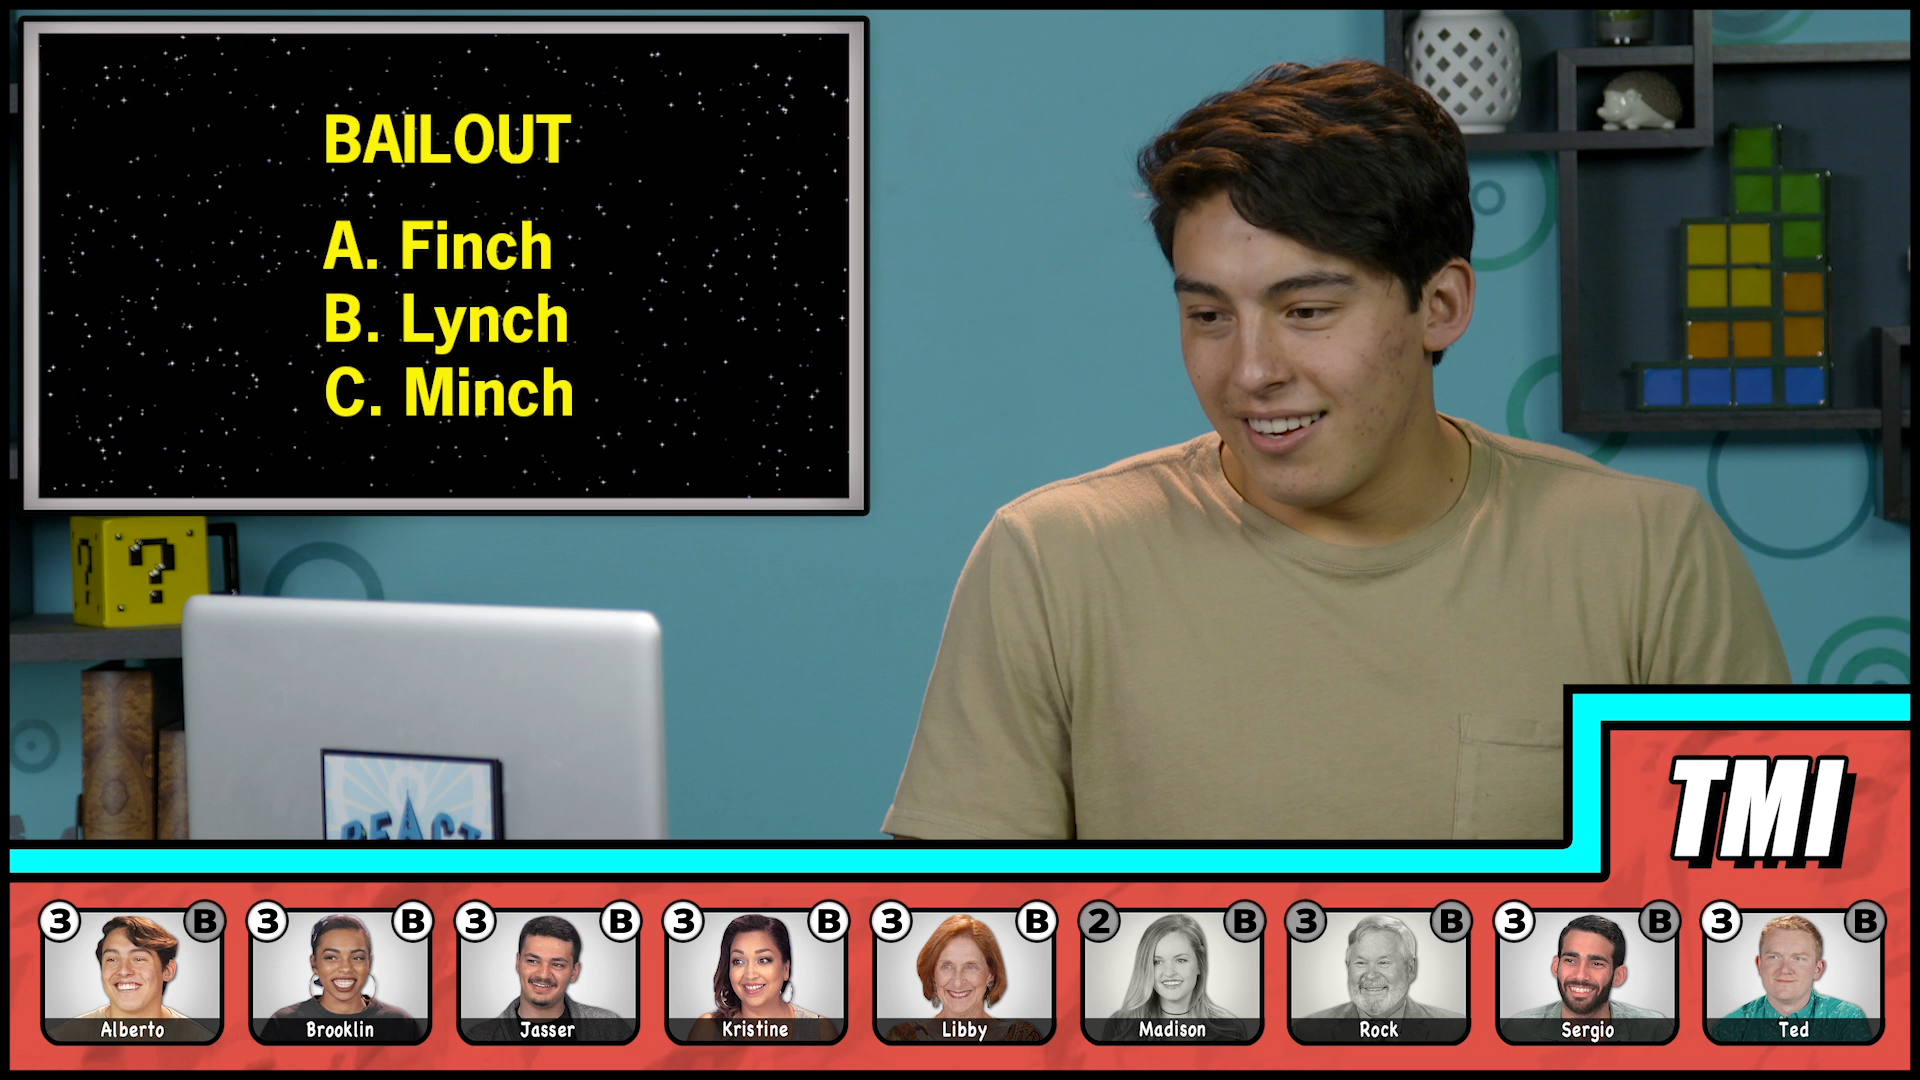 BAILOUT
A. Finch
B. Lynch
C. Minch
? ?
REACT
TMI
3 B 3 B 3 B 3 B 3 B 2 B 3 B 3 B 3 B
Alberto Brooklin Jasser Kristine Libby Madison Rock Sergio Ted